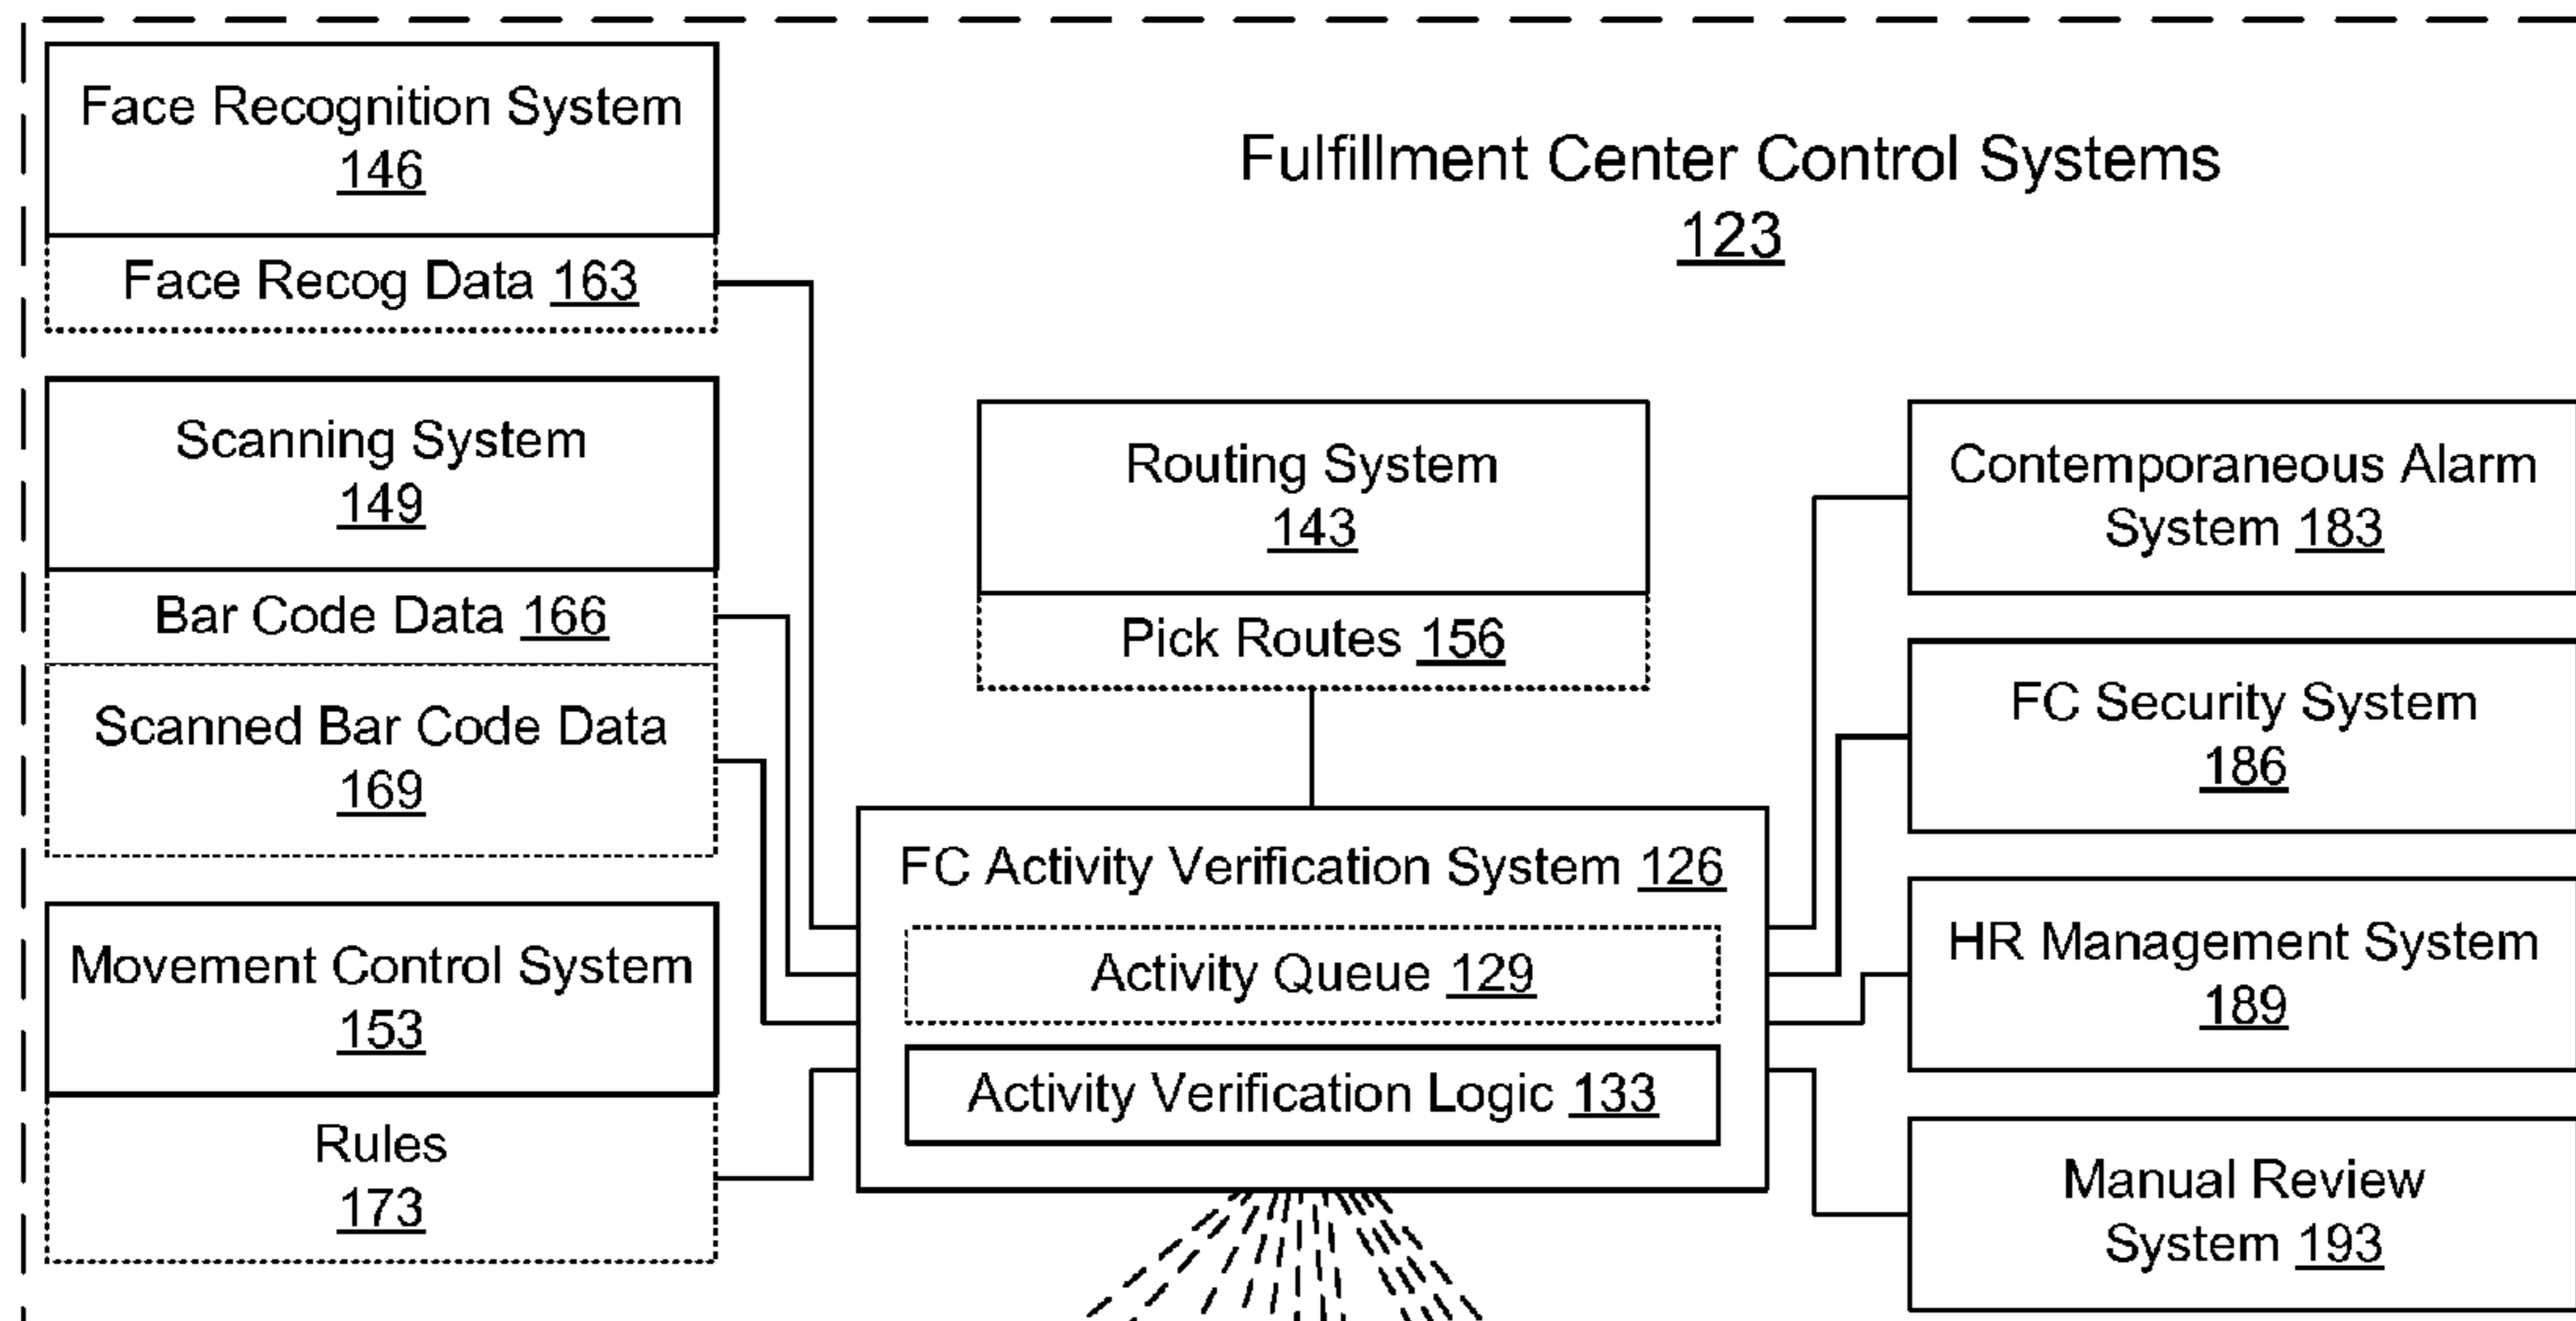 Face Recognition System
146
Face Recog Data 163
Fulfillment Center Control Systems
123
Scanning System
149
Bar Code Data 166
Scanned Bar Code Data
169
Movement Control System
153
Rules
173
Routing System
143
Pick Routes 156
FC Activity Verification System 126
Activity Queue 129
Activity Verification Logic 133
Contemporaneous Alarm
System 183
FC Security System
186
HR Management System
189
Manual Review
System 193